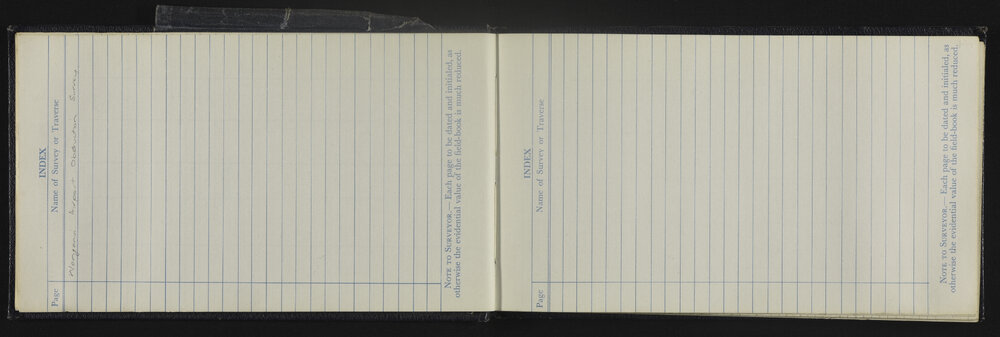 INDEX
Page Name of Survey or Traverse
Airport Obstruction Survey
NOTE TO SURVEYOR.— Each page to be dated and initialed, as
otherwise the evidential value of the field-book is much reduced.
INDEX
Page Name of Survey or Traverse
NOTE TO SURVEYOR.— Each page to be dated and initialed, as
otherwise the evidential value of the field-book is much reduced.